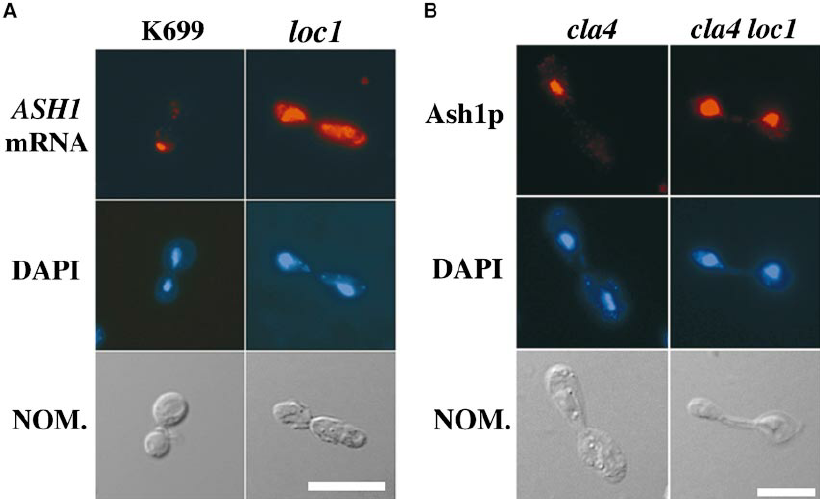 A
K699 loc1
ASH1
mRNA
DAPI
NOM.
B
cla4 cla4 loc1
Ash1p
DAPI
NOM.